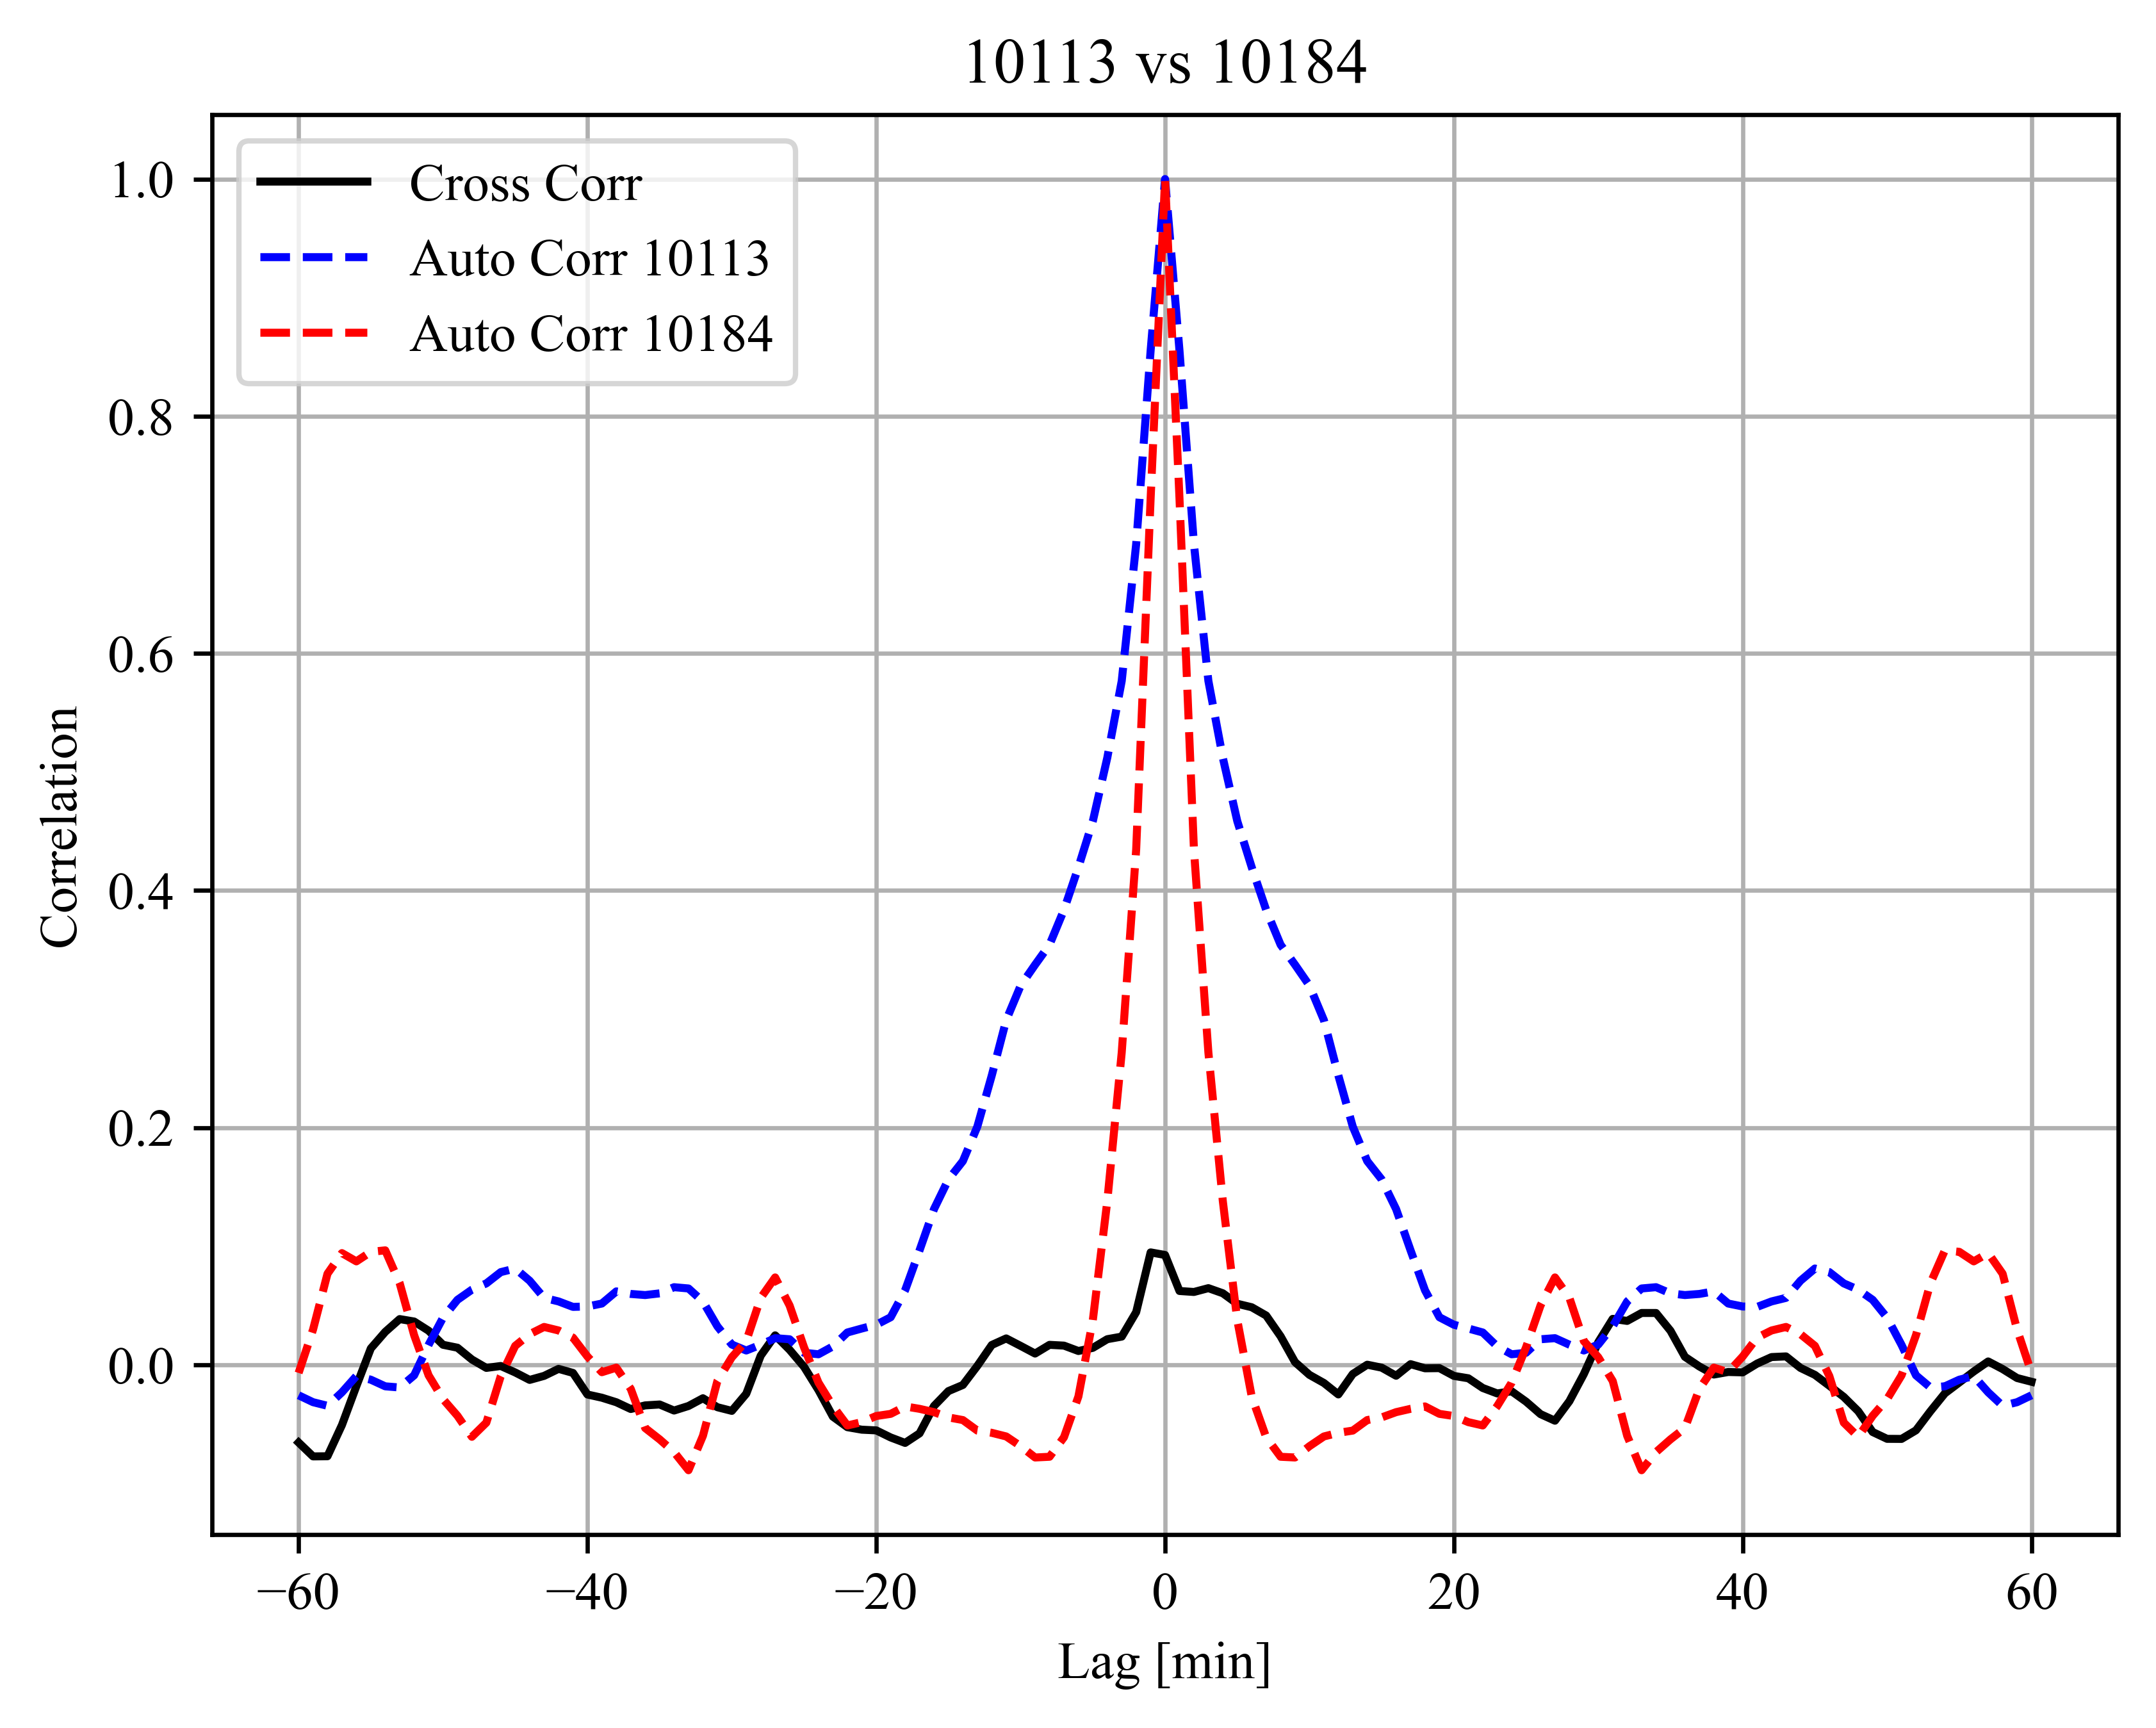 10113 vs 10184
Cross Corr
Auto Corr 10113
Auto Corr 10184
1.0
0.8
0.6
0.4
0.2
0.0
Correlation
−60 −40 −20 0 20 40 60
Lag [min]